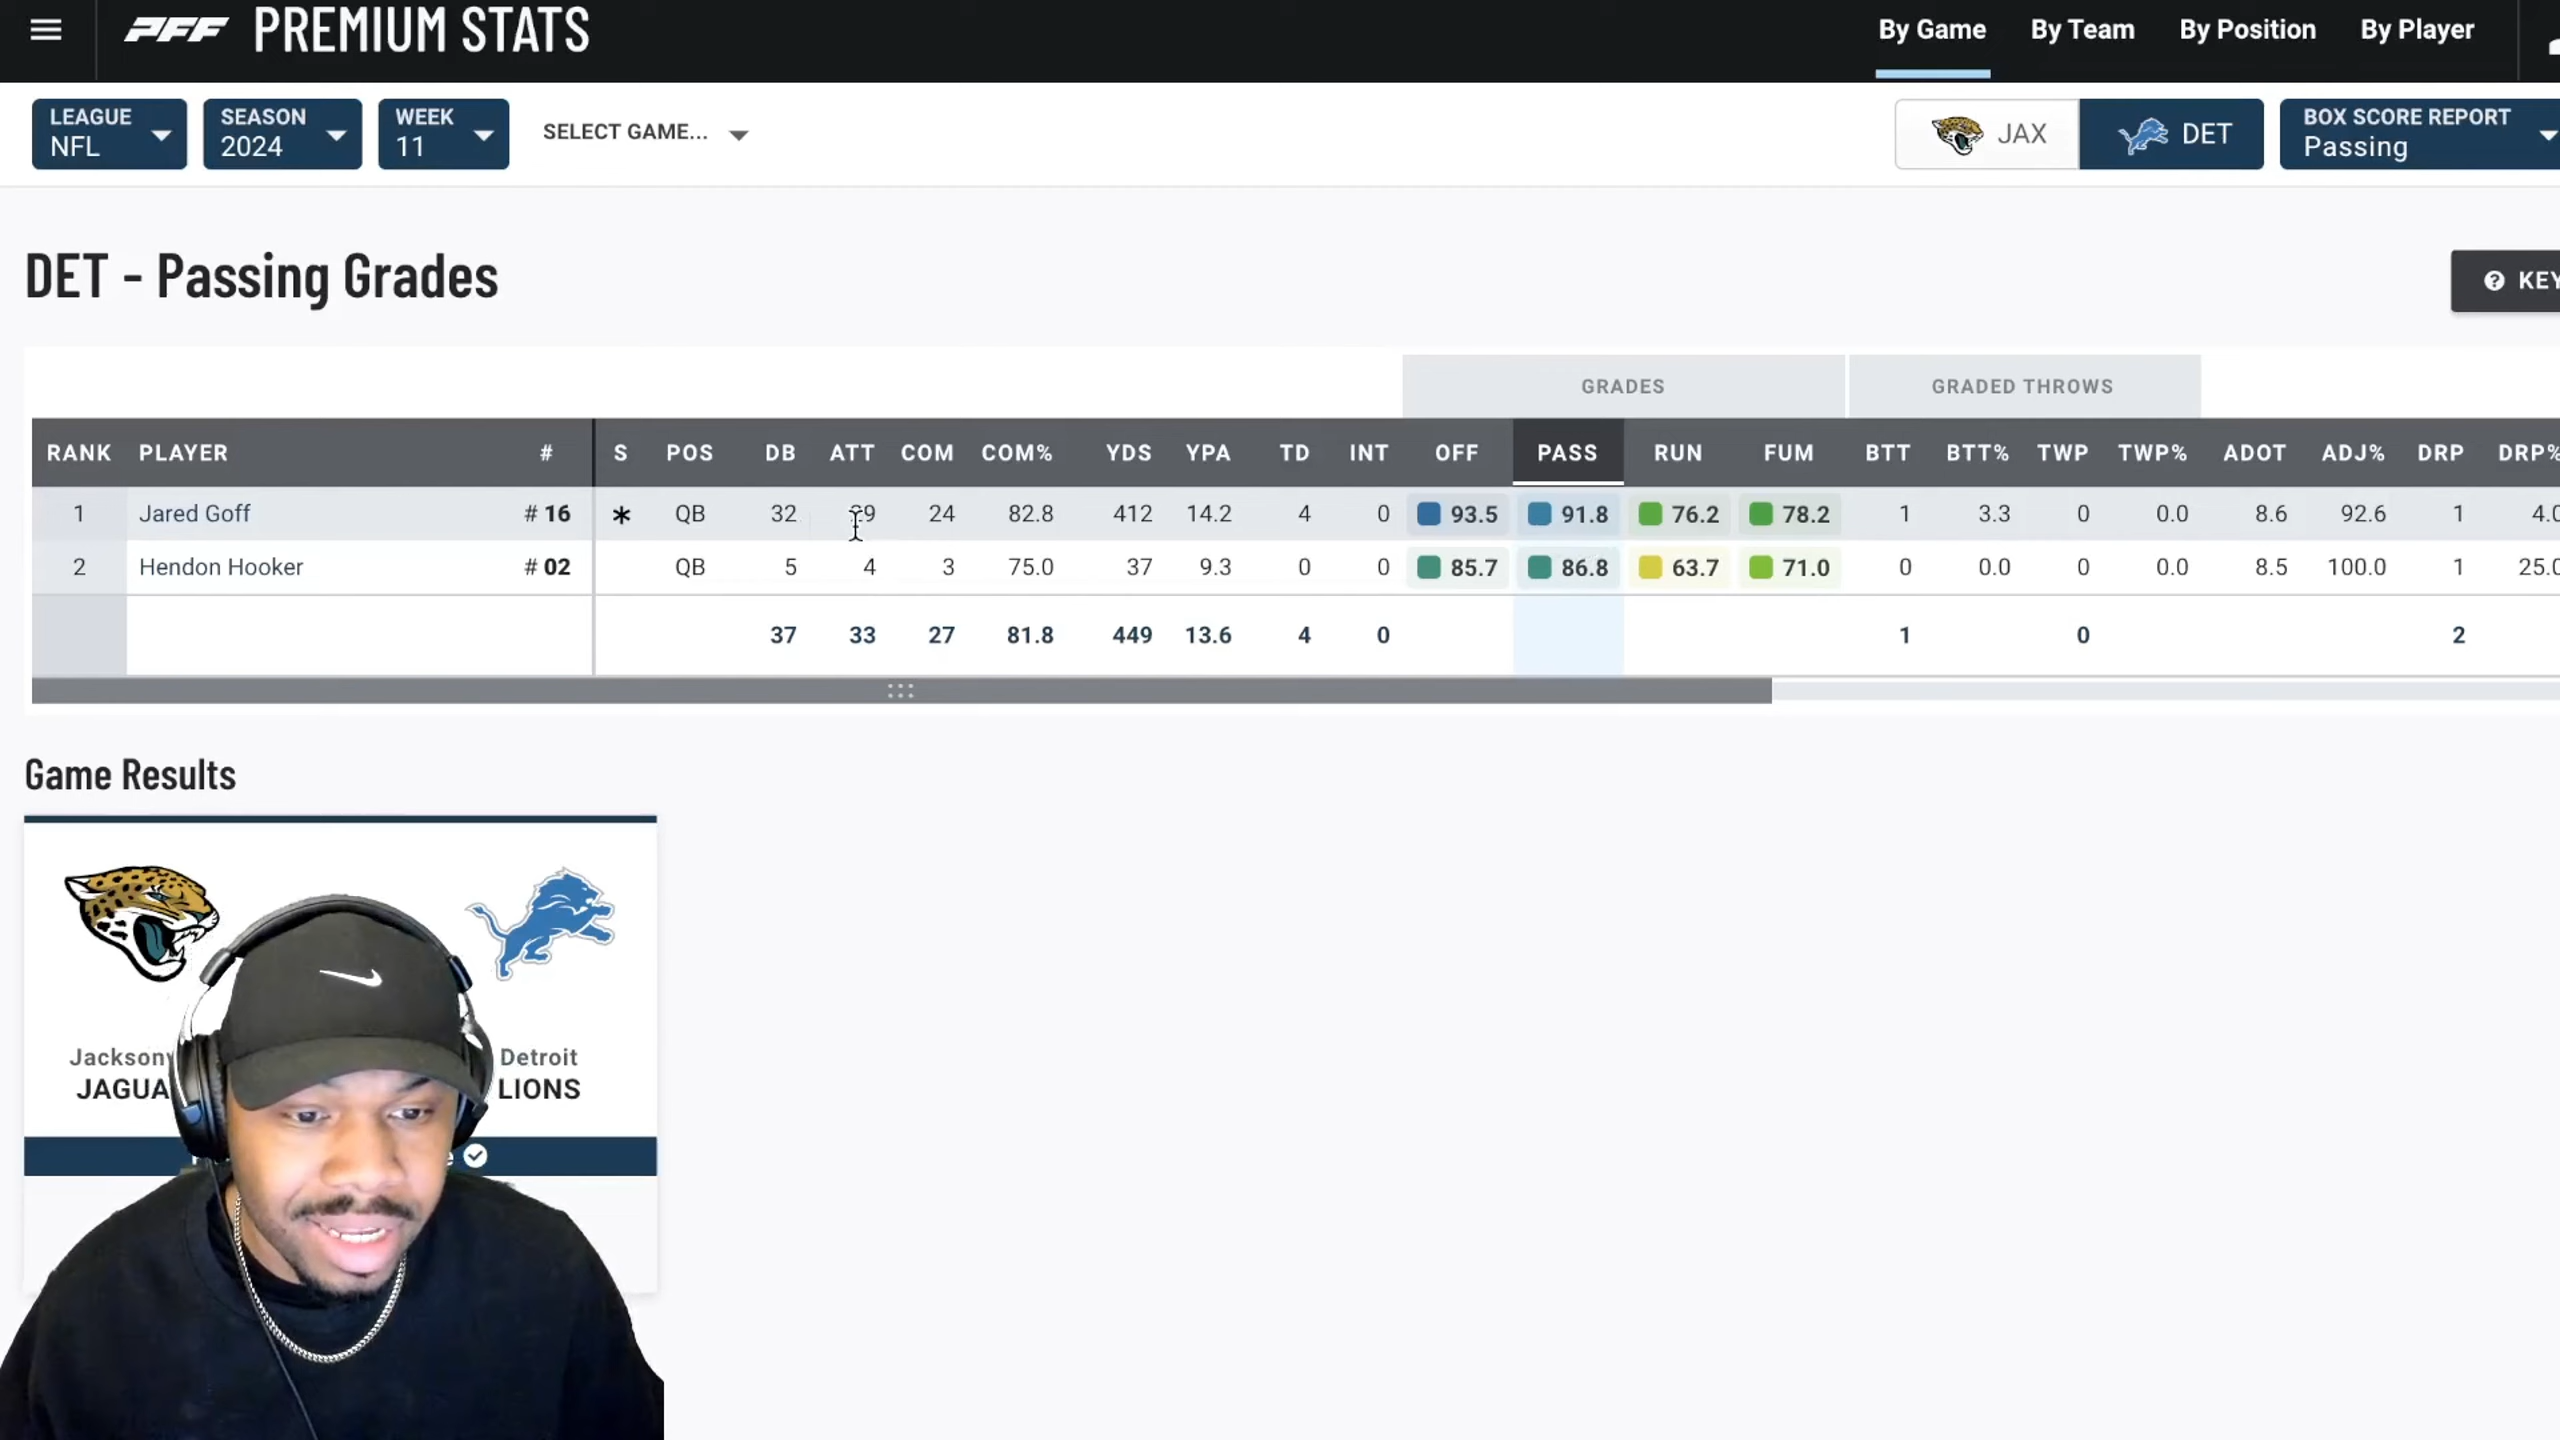 PFF PREMIUM STATS By Game By Team By Position By Player
LEAGUE SEASON WEEK SELECT GAME... JAX DET BOX SCORE REPORT
NFL 2024 11 Passing
DET - Passing Grades
KEY
GRADES GRADED THROWS
RANK PLAYER # S POS DB ATT COM COM% YDS YPA TD INT OFF PASS RUN FUM BTT BTT% TWP TWP% ADOT ADJ% DRP DRP%
1 Jared Goff # 16 * QB 32 29 24 82.8 412 14.2 4 0 93.5 91.8 76.2 78.2 1 3.3 0 0.0 8.6 92.6 1 4.0
2 Hendon Hooker # 02 QB 5 4 3 75.0 37 9.3 0 0 85.7 86.8 63.7 71.0 0 0.0 0 0.0 8.5 100.0 1 25.0
37 33 27 81.8 449 13.6 4 0 1 0 2
Game Results
Detroit
JAGUA LIONS